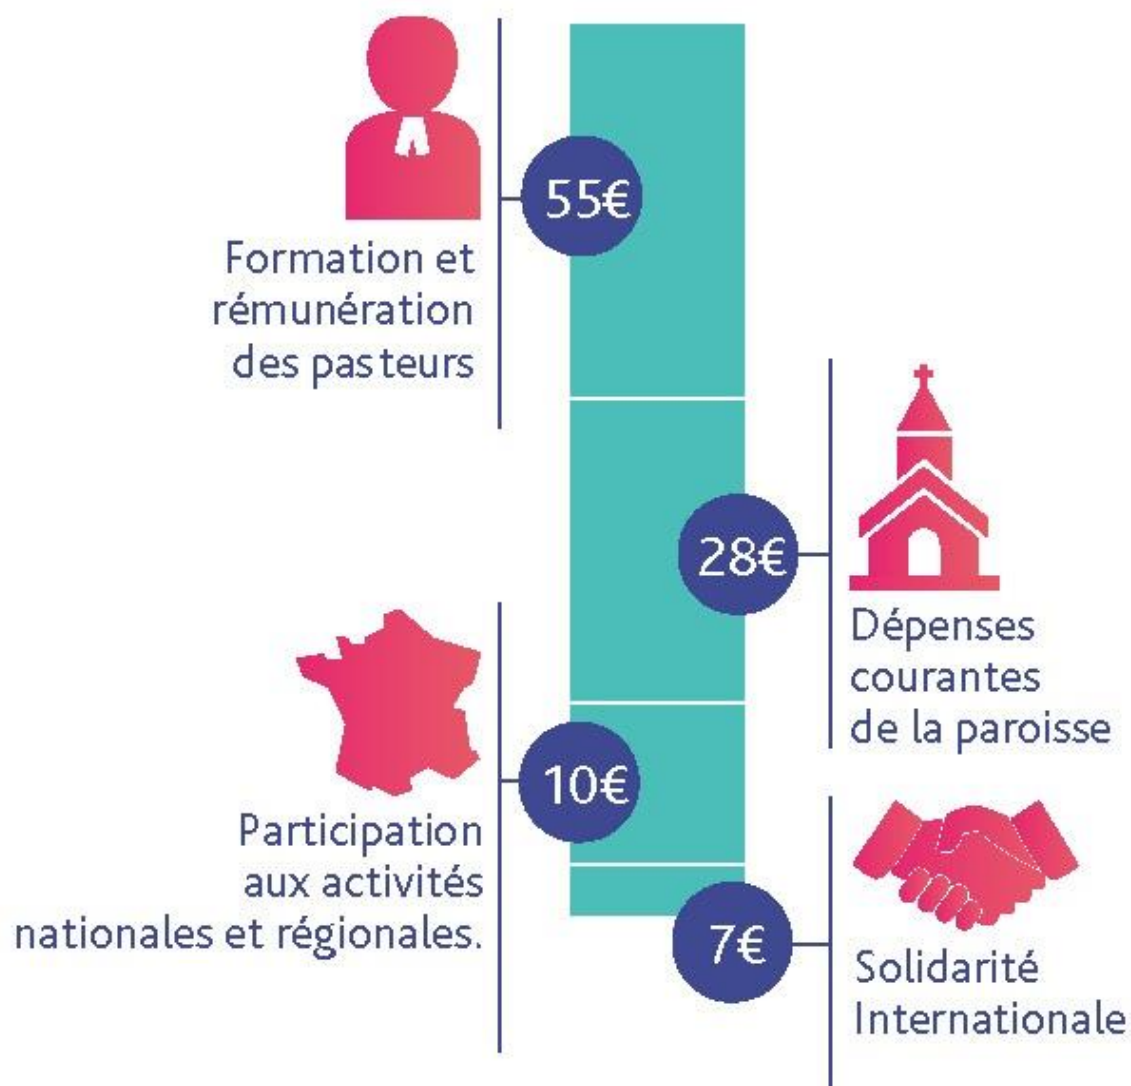 55€
Formation et
rémunération
des pasteurs
28€
Dépenses
courantes
de la paroisse
10€
Participation
aux activités
nationales et régionales.
7€
Solidarité
Internationale